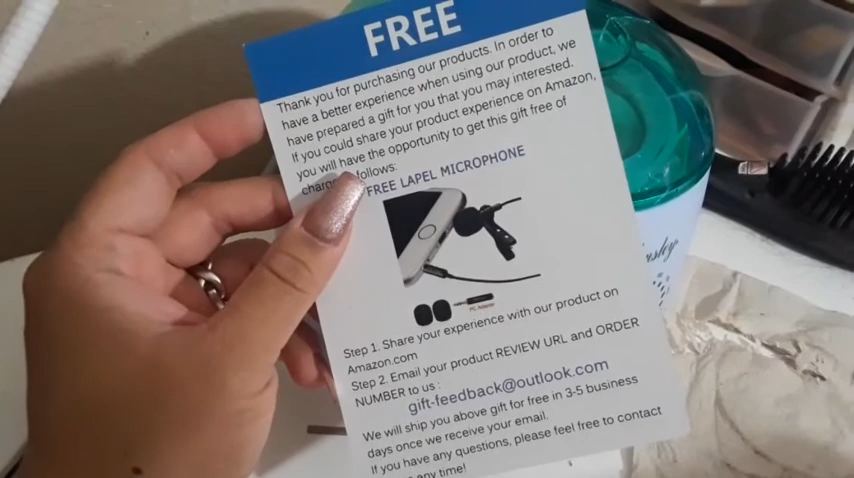 FREE
Thank you for purchasing our products. In order to
have a better experience when using our product, we
have prepared a gift for you that you may interested.
If you could share your product experience on Amazon,
you will have the opportunity to get this gift free of
follows:
FREE LAPEL MICROPHONE
PC Adapter
Step 1. Share your experience with our product on
Amazon.com
Step 2. Email your product REVIEW URL and ORDER
NUMBER to us :
gift-feedback@outlook.com
We will ship you above gift for free in 3-5 business
days once we receive your email.
If you have any questions, please feel free to contact
any time!